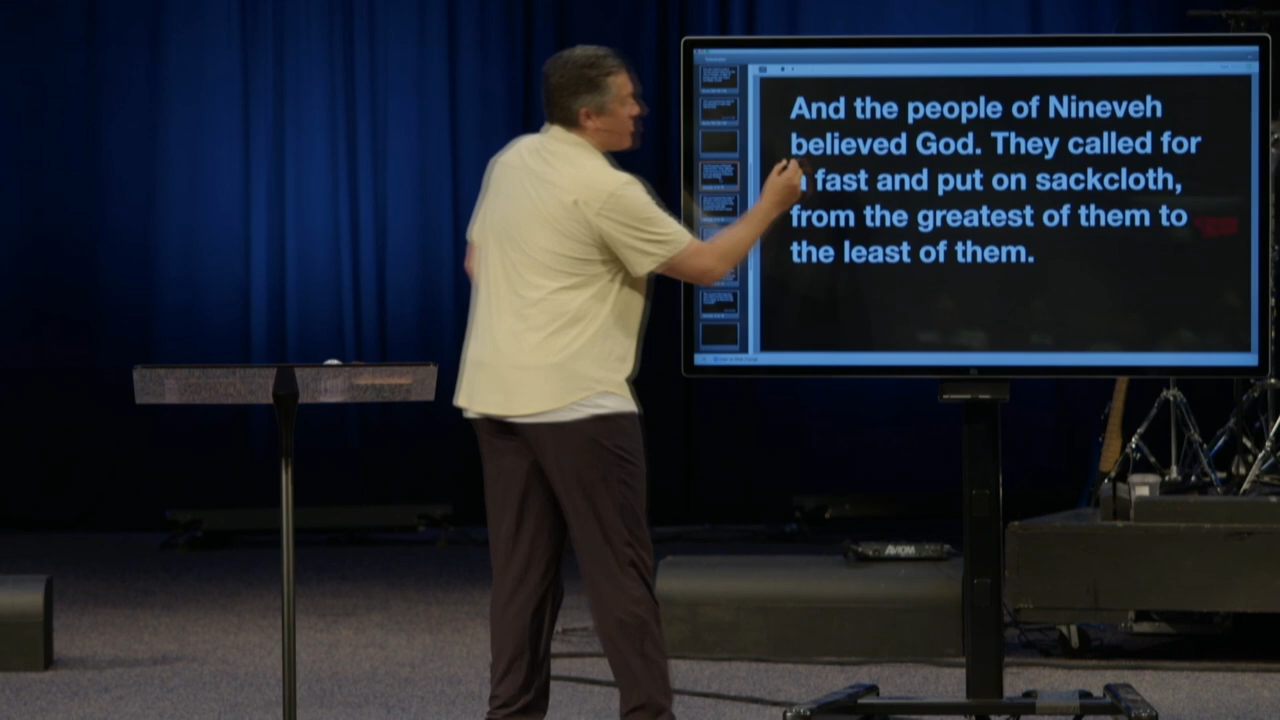 And the people of Nineveh
believed God. They called for
a fast and put on sackcloth,
from the greatest of them to
the least of them.
AVIOM